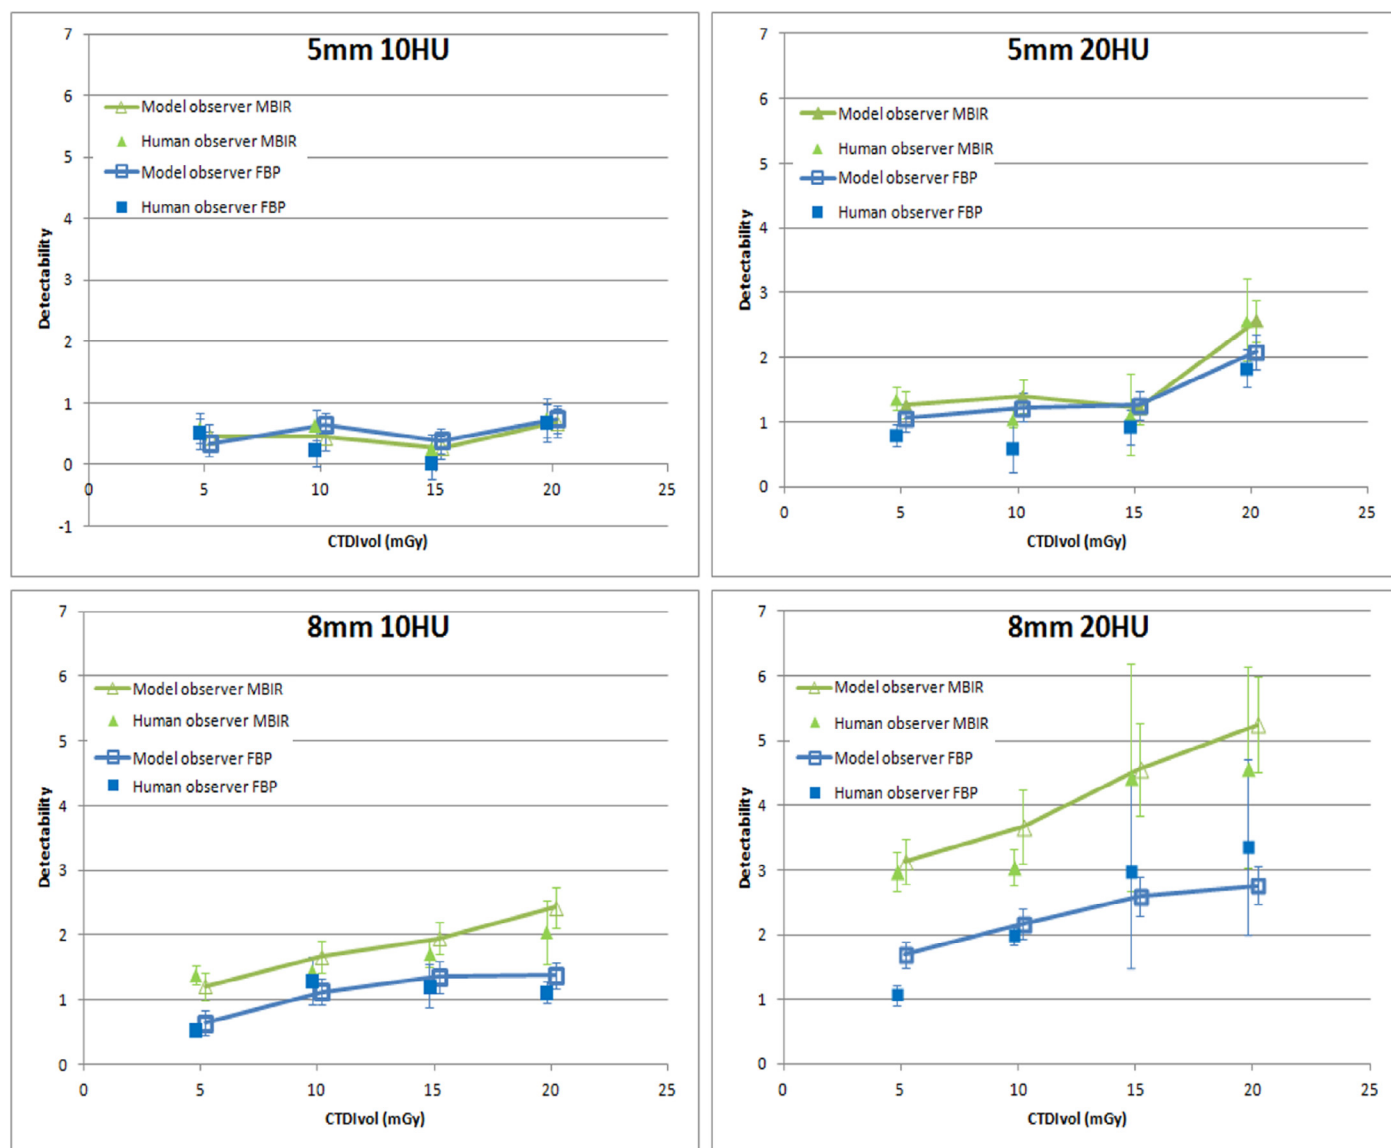 5mm 10HU
7
6
5
4
3
2
1
0
-1
Detectability
Model observer MBIR
Human observer MBIR
Model observer FBP
Human observer FBP
0 5 10 15 20 25
CTDIvol (mGy)
5mm 20HU
7
6
5
4
3
2
1
0
Detectability
Model observer MBIR
Human observer MBIR
Model observer FBP
Human observer FBP
0 5 10 15 20 25
CTDIvol (mGy)
8mm 10HU
7
6
5
4
3
2
1
0
Detectability
Model observer MBIR
Human observer MBIR
Model observer FBP
Human observer FBP
0 5 10 15 20 25
CTDIvol (mGy)
8mm 20HU
7
6
5
4
3
2
1
0
Detectability
Model observer MBIR
Human observer MBIR
Model observer FBP
Human observer FBP
0 5 10 15 20 25
CTDIvol (mGy)